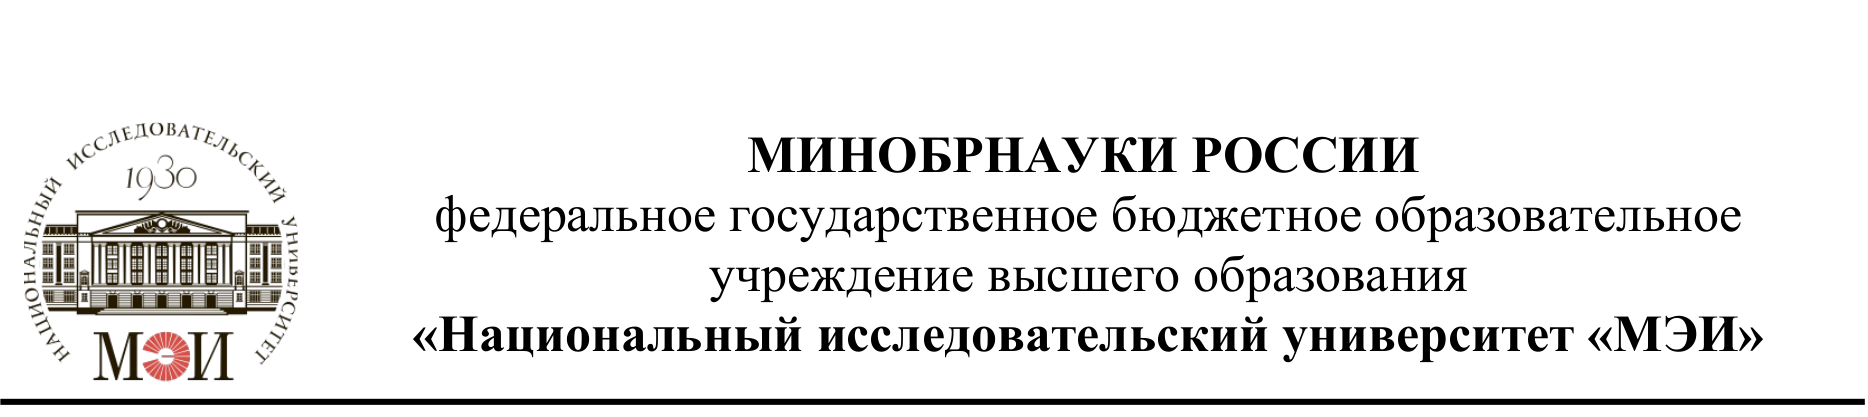 НАЦИОНАЛЬНЫЙ ИССЛЕДОВАТЕЛЬСКИЙ УНИВЕРСИТЕТ
1930
МЭИ
МИНОБРНАУКИ РОССИИ
федеральное государственное бюджетное образовательное
учреждение высшего образования
«Национальный исследовательский университет «МЭИ»